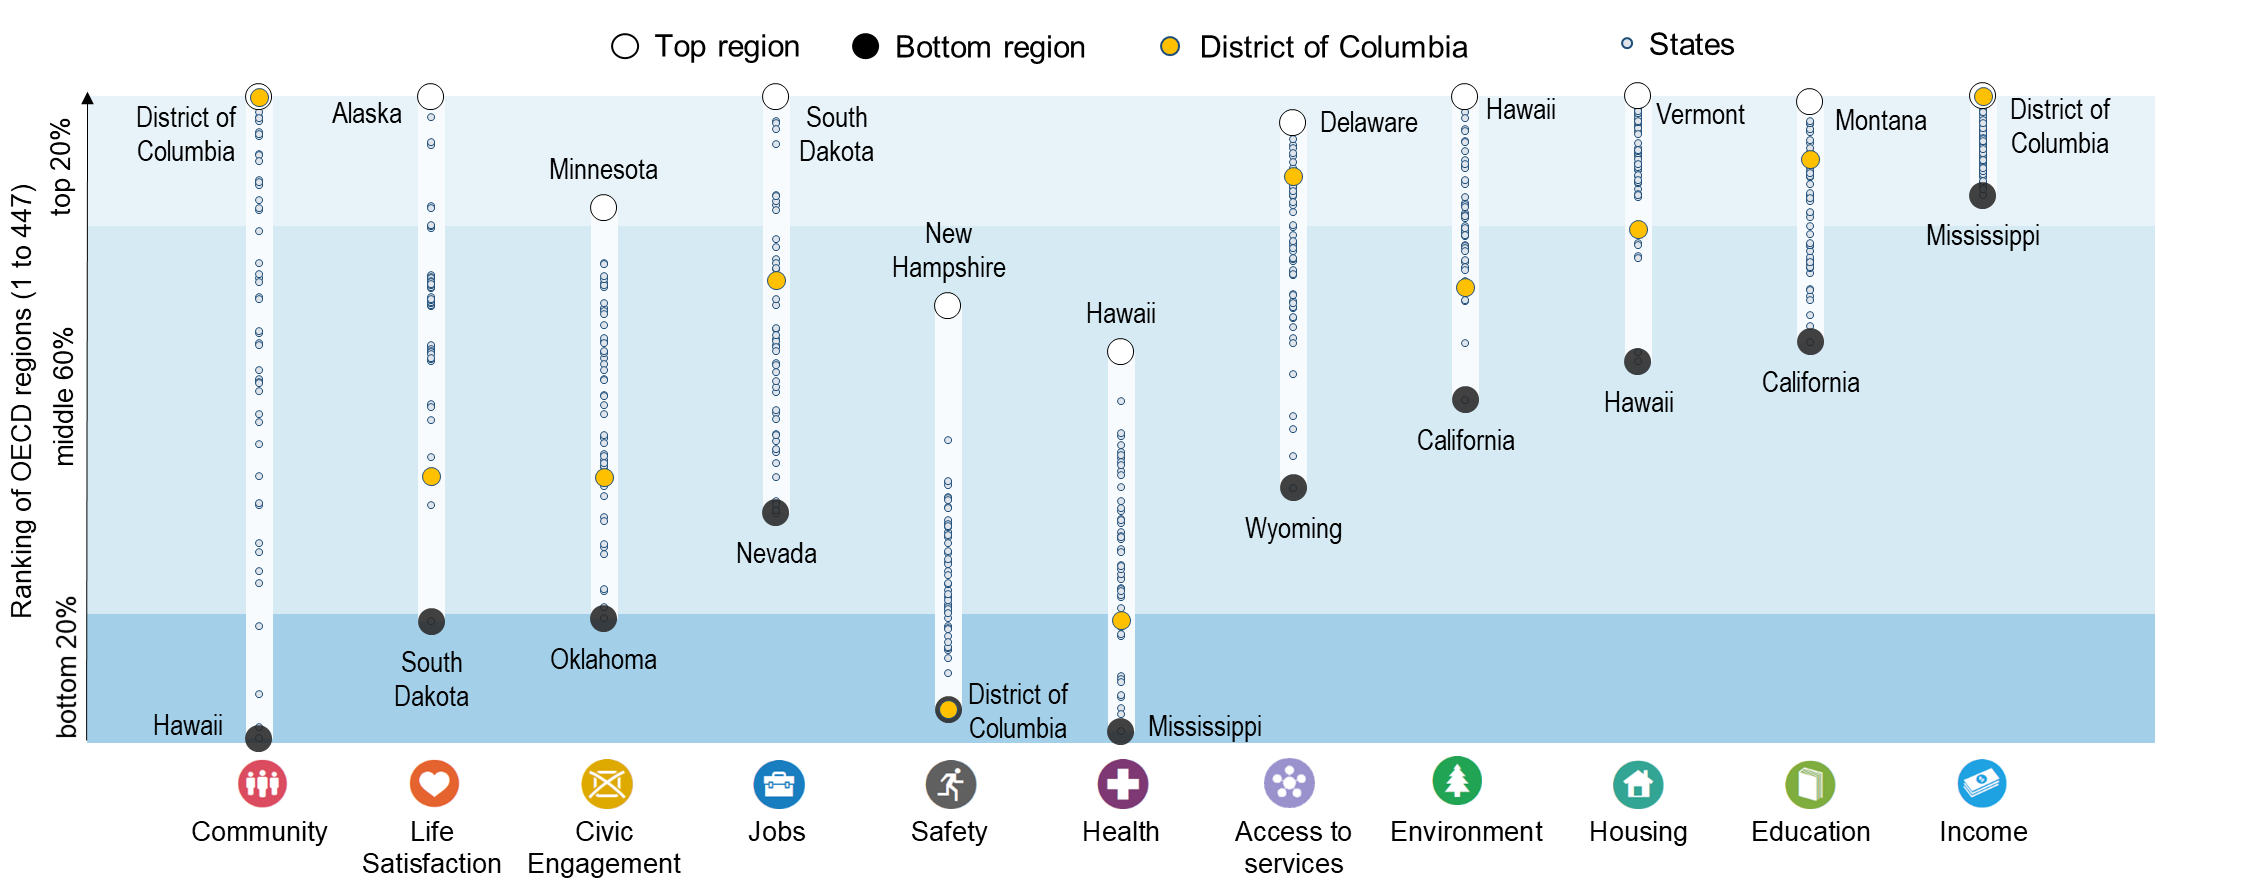 Top region
Bottom region
District of Columbia
States
Ranking of OECD regions (1 to 447)
top 20%
middle 60%
bottom 20%
District of
Columbia
Hawaii
Alaska
South
Dakota
Minnesota
Oklahoma
South
Dakota
Nevada
New
Hampshire
District of
Columbia
Hawaii
Mississippi
Delaware
Wyoming
Hawaii
California
Vermont
Hawaii
Montana
California
District of
Columbia
Mississippi
Community
Life
Satisfaction
Civic
Engagement
Jobs
Safety
Health
Access to
services
Environment
Housing
Education
Income